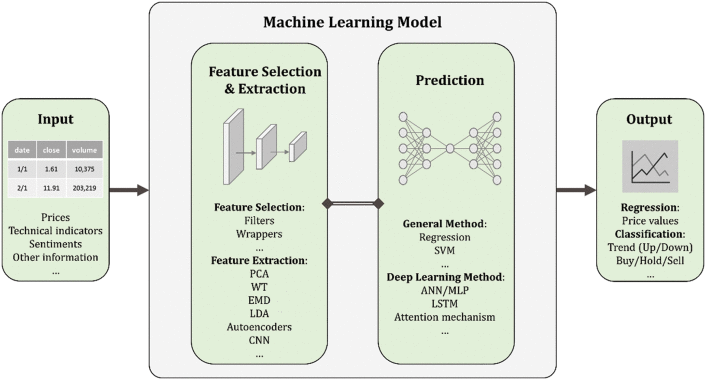 Machine Learning Model
Input
date close volume
1/1 1.61 10,375
2/1 11.91 203,219
Prices
Technical indicators
Sentiments
Other information
...
Feature Selection
& Extraction
Feature Selection:
Filters
Wrappers
...
Feature Extraction:
PCA
WT
EMD
LDA
Autoencoders
CNN
...
Prediction
General Method:
Regression
SVM
...
Deep Learning Method:
ANN/MLP
LSTM
Attention mechanism
...
Output
Regression:
Price values
Classification:
Trend (Up/Down)
Buy/Hold/Sell
...